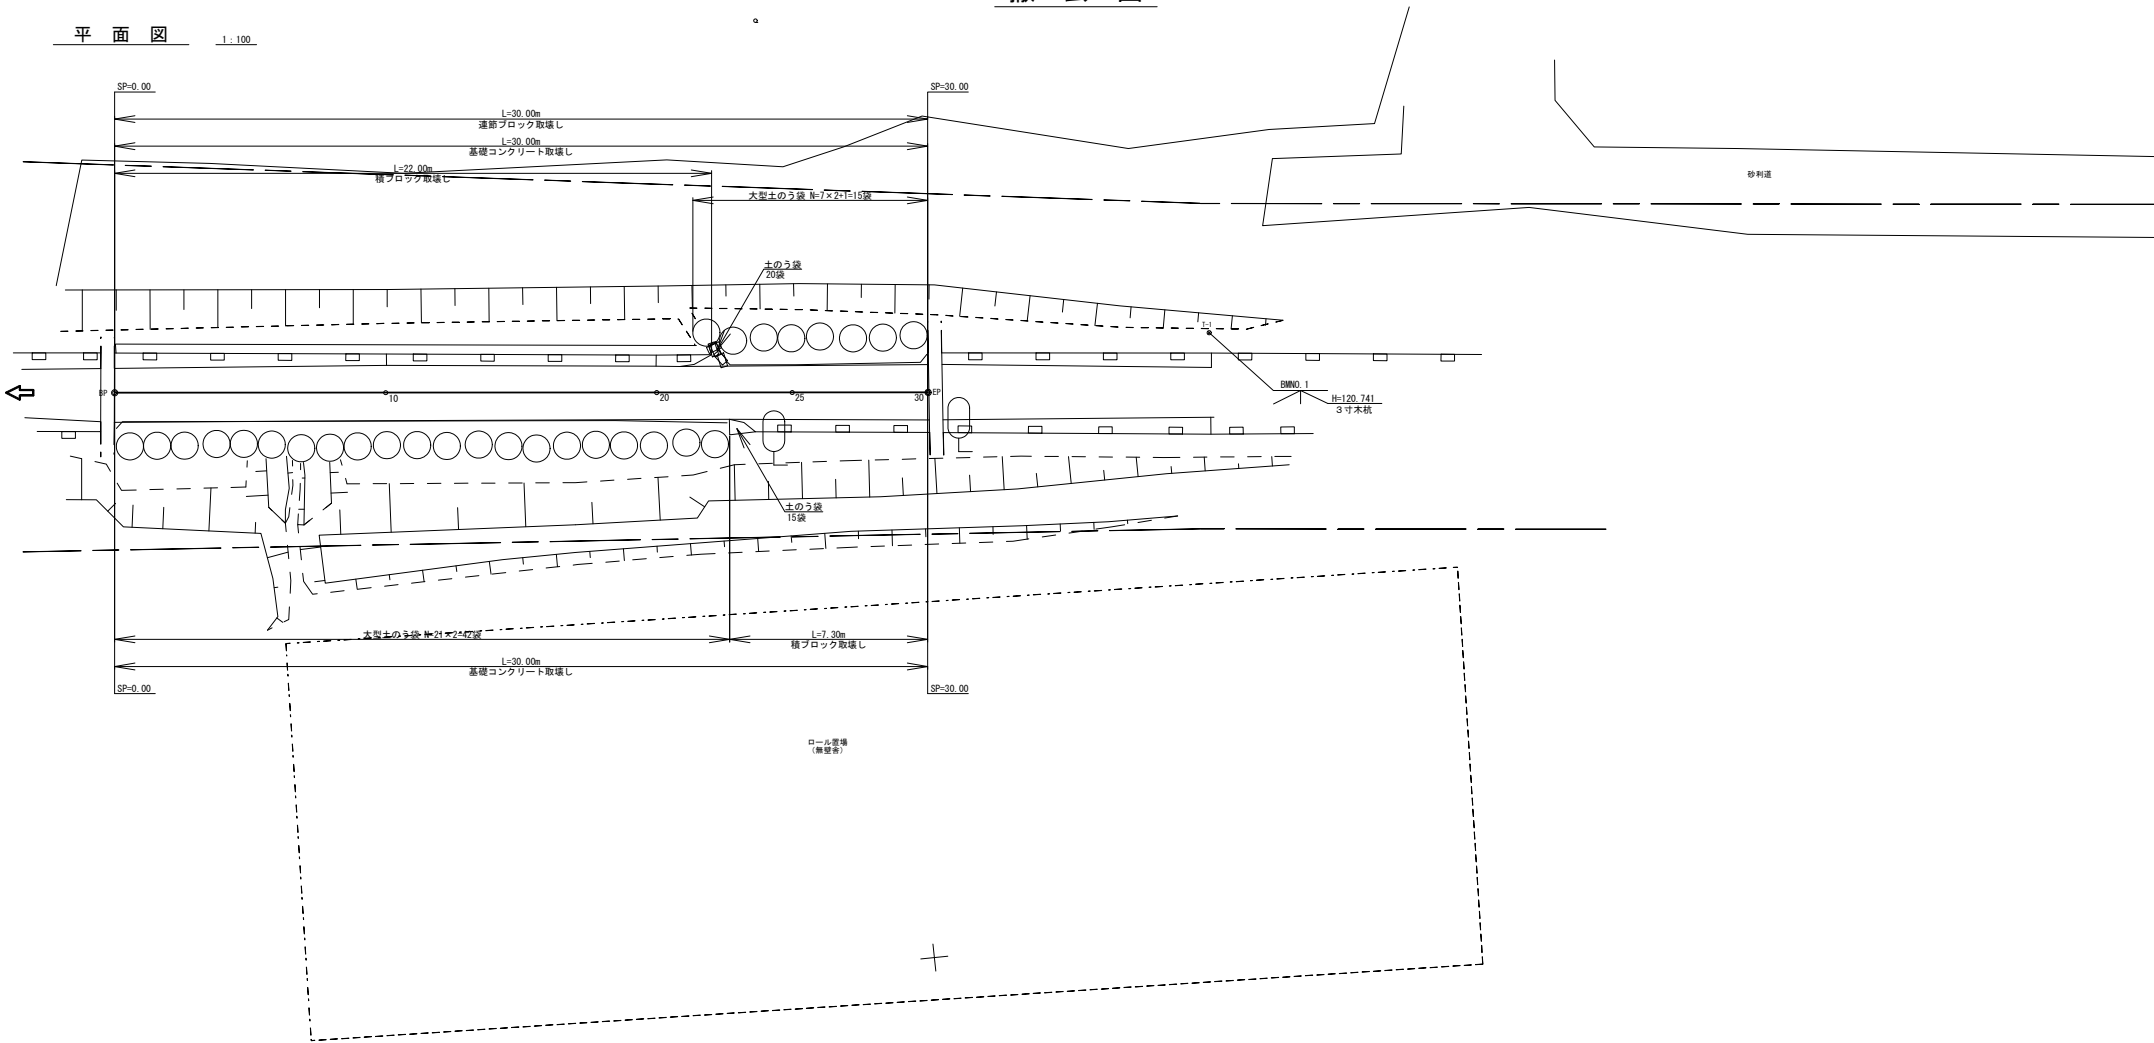 平面図
1:100
SP=0.00
SP=30.00
L=30.00m
連節ブロック取壊し
L=30.00m
基礎コンクリート取壊し
L=22.00m
積ブロック取壊し
砂利道
大型土のう袋 N=7×2+1=15袋
土のう袋
20袋
T-1
BMNO.1
H=120.741
3寸木杭
BP
10
20
25
30
EP
土のう袋
15袋
大型土のう袋 N=21×2=42袋
L=7.30m
積ブロック取壊し
L=30.00m
基礎コンクリート取壊し
SP=0.00
SP=30.00
ロール置場
(無壁舎)